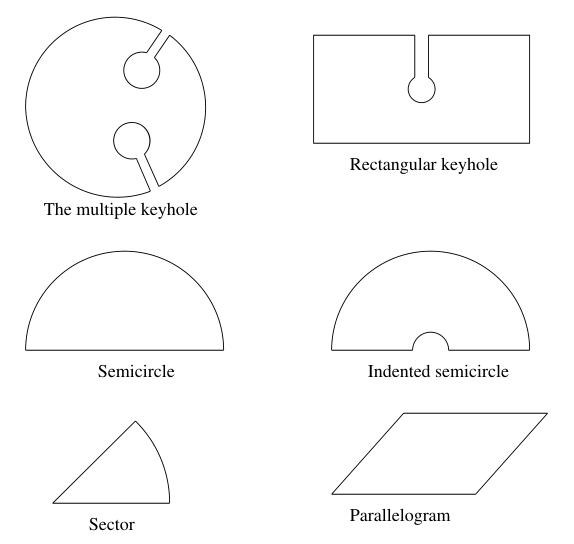 The multiple keyhole
Rectangular keyhole
Semicircle
Indented semicircle
Sector
Parallelogram